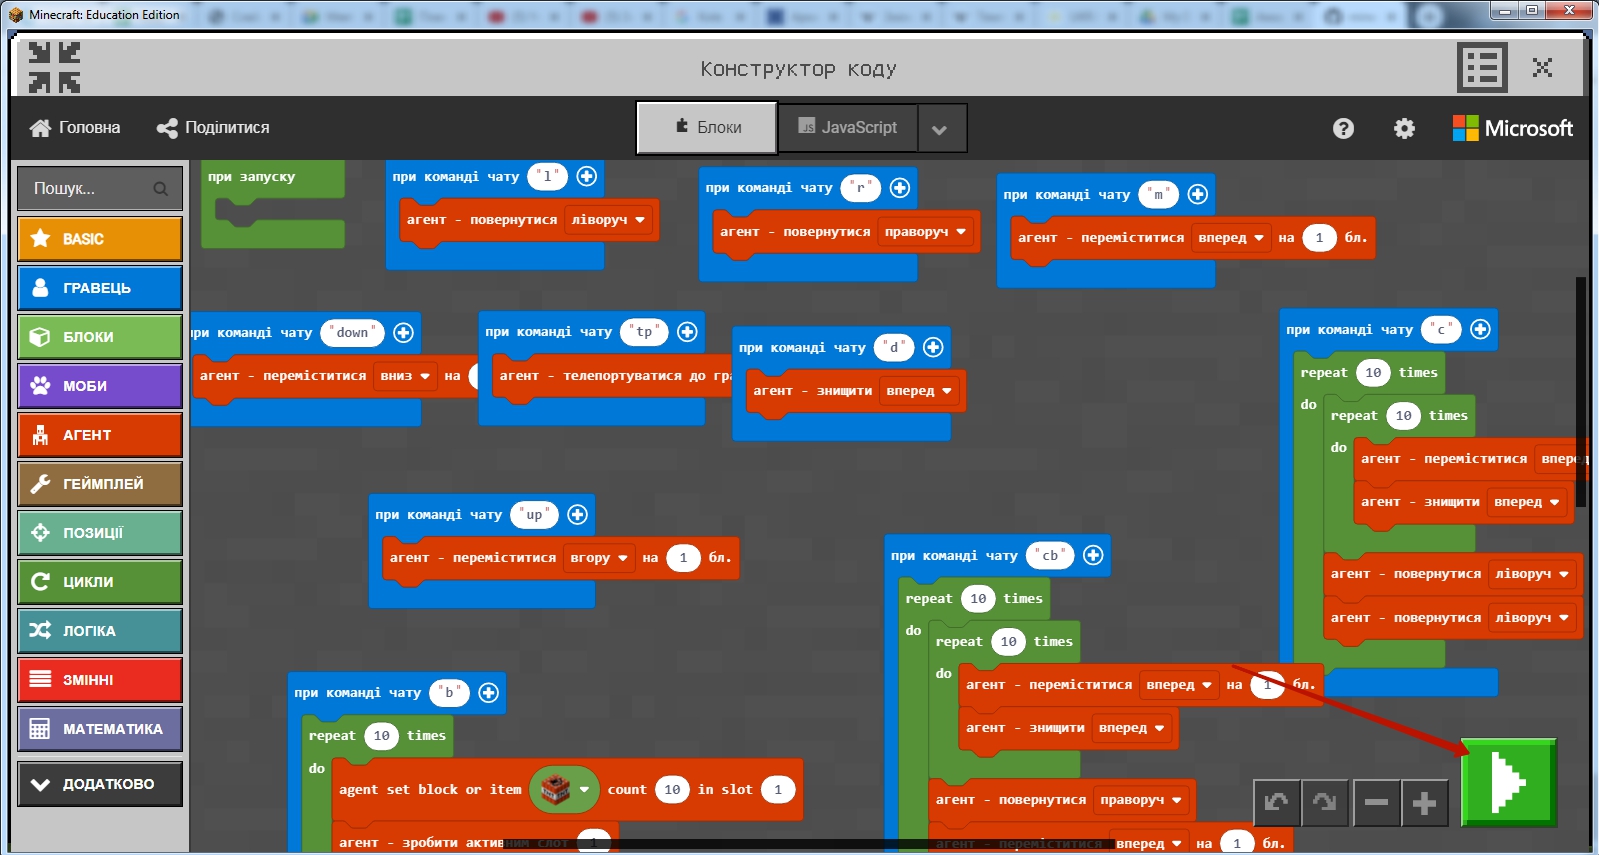 Minecraft: Education Edition
Конструктор коду
Головна
Поділитися
Блоки
JS JavaScript
Microsoft
Пошук...
BASIC
ГРАВЕЦЬ
БЛОКИ
МОБИ
АГЕНТ
ГЕЙМПЛЕЙ
ПОЗИЦІЇ
ЦИКЛИ
ЛОГІКА
ЗМІННІ
МАТЕМАТИКА
ДОДАТКОВО
при запуску
при команді чату "l"
агент - повернутися ліворуч
при команді чату "r"
агент - повернутися праворуч
при команді чату "m"
агент - переміститися вперед на 1 бл.
при команді чату "down"
агент - переміститися вниз на
при команді чату "tp"
агент - телепортуватися до гра
при команді чату "d"
агент - знищити вперед
при команді чату "c"
repeat 10 times
do
repeat 10 times
do
агент - переміститися вперед
агент - знищити вперед
агент - повернутися ліворуч
агент - повернутися ліворуч
при команді чату "up"
агент - переміститися вгору на 1 бл.
при команді чату "cb"
repeat 10 times
do
repeat 10 times
do
агент - переміститися вперед на 1 бл.
агент - знищити вперед
агент - повернутися праворуч
агент - переміститися вперед на 1 бл.
при команді чату "b"
repeat 10 times
do
agent set block or item count 10 in slot 1
агент - зробити активним слот 1